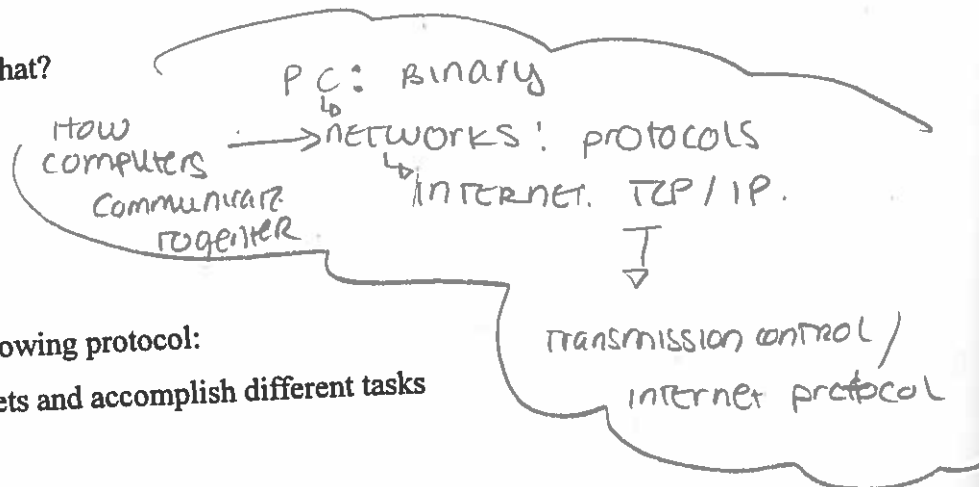 hat?
PC: Binary
How
computers
communicate
together
networks: protocols
internet. TCP/IP.
Transmission control/
internet protocol
owing protocol:
ets and accomplish different tasks